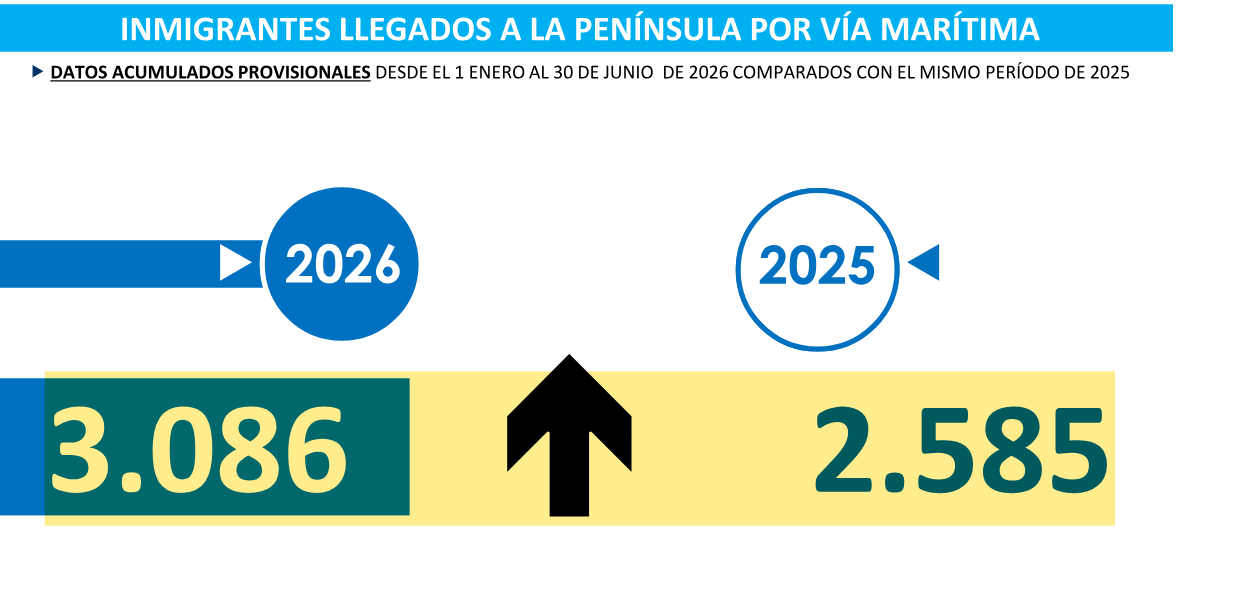 INMIGRANTES LLEGADOS A LA PENÍNSULA POR VÍA MARÍTIMA
DATOS ACUMULADOS PROVISIONALES DESDE EL 1 ENERO AL 30 DE JUNIO DE 2026 COMPARADOS CON EL MISMO PERÍODO DE 2025
2026 2025
3.086 2.585